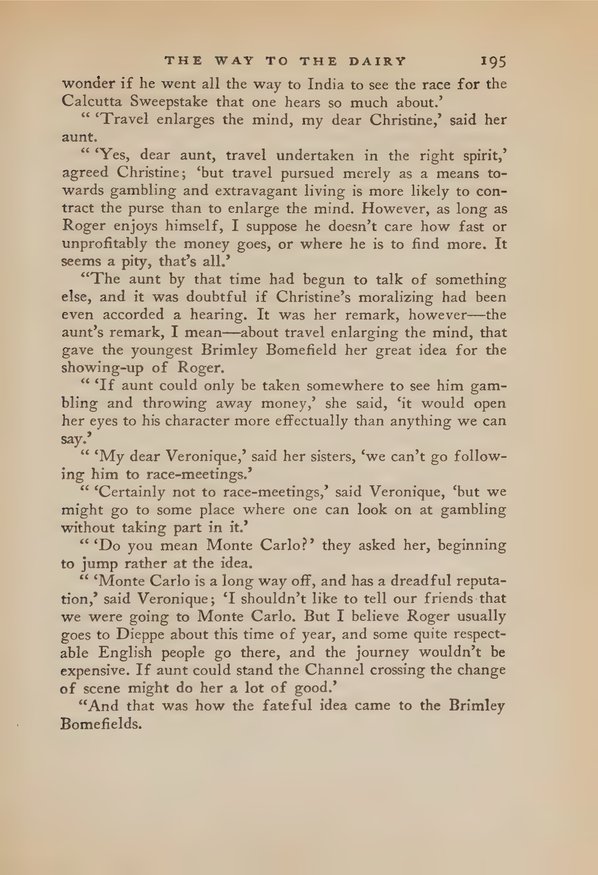 THE WAY TO THE DAIRY 195
wonder if he went all the way to India to see the race for the
Calcutta Sweepstake that one hears so much about.’
“ ‘Travel enlarges the mind, my dear Christine,’ said her
aunt.
“ ‘Yes, dear aunt, travel undertaken in the right spirit,’
agreed Christine; ‘but travel pursued merely as a means to-
wards gambling and extravagant living is more likely to con-
tract the purse than to enlarge the mind. However, as long as
Roger enjoys himself, I suppose he doesn’t care how fast or
unprofitably the money goes, or where he is to find more. It
seems a pity, that’s all.’
“The aunt by that time had begun to talk of something
else, and it was doubtful if Christine’s moralizing had been
even accorded a hearing. It was her remark, however—the
aunt’s remark, I mean—about travel enlarging the mind, that
gave the youngest Brimley Bomefield her great idea for the
showing-up of Roger.
“ ‘If aunt could only be taken somewhere to see him gam-
bling and throwing away money,’ she said, ‘it would open
her eyes to his character more effectually than anything we can
say.’
“ ‘My dear Veronique,’ said her sisters, ‘we can’t go follow-
ing him to race-meetings.’
“ ‘Certainly not to race-meetings,’ said Veronique, ‘but we
might go to some place where one can look on at gambling
without taking part in it.’
“ ‘Do you mean Monte Carlo?’ they asked her, beginning
to jump rather at the idea.
“ ‘Monte Carlo is a long way off, and has a dreadful reputa-
tion,’ said Veronique; ‘I shouldn’t like to tell our friends that
we were going to Monte Carlo. But I believe Roger usually
goes to Dieppe about this time of year, and some quite respect-
able English people go there, and the journey wouldn’t be
expensive. If aunt could stand the Channel crossing the change
of scene might do her a lot of good.’
“And that was how the fateful idea came to the Brimley
Bomefields.